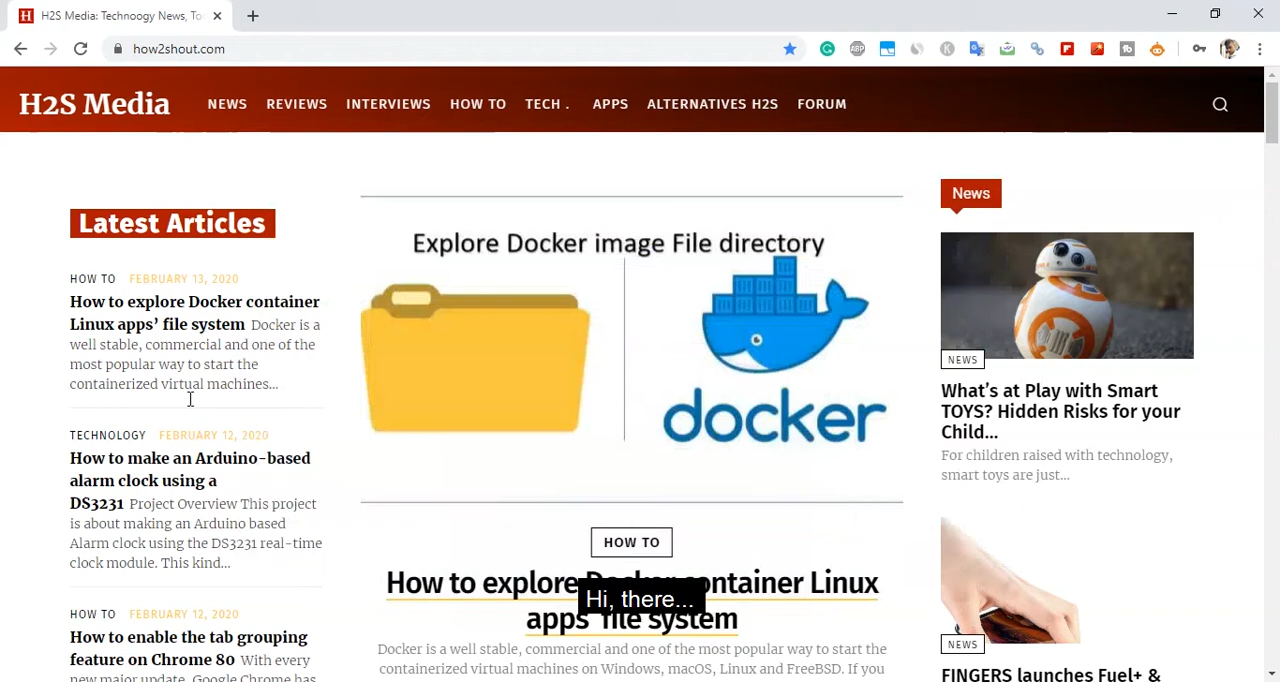 H2S Media: Technoogy News, To
how2shout.com
H2S Media
NEWS REVIEWS INTERVIEWS HOW TO TECH . APPS ALTERNATIVES H2S FORUM
Latest Articles
HOW TO FEBRUARY 13, 2020
How to explore Docker container
Linux apps’ file system Docker is a
well stable, commercial and one of the
most popular way to start the
containerized virtual machines...
TECHNOLOGY FEBRUARY 12, 2020
How to make an Arduino-based
alarm clock using a
DS3231 Project Overview This project
is about making an Arduino based
Alarm clock using the DS3231 real-time
clock module. This kind...
HOW TO FEBRUARY 12, 2020
How to enable the tab grouping
feature on Chrome 80 With every
new major update, Google Chrome has
Explore Docker image File directory
docker
HOW TO
How to explore Docker container Linux
apps’ file system
Hi, there...
Docker is a well stable, commercial and one of the most popular way to start the
containerized virtual machines on Windows, macOS, Linux and FreeBSD. If you
News
NEWS
What’s at Play with Smart
TOYS? Hidden Risks for your
Child...
For children raised with technology,
smart toys are just...
NEWS
FINGERS launches Fuel+ &